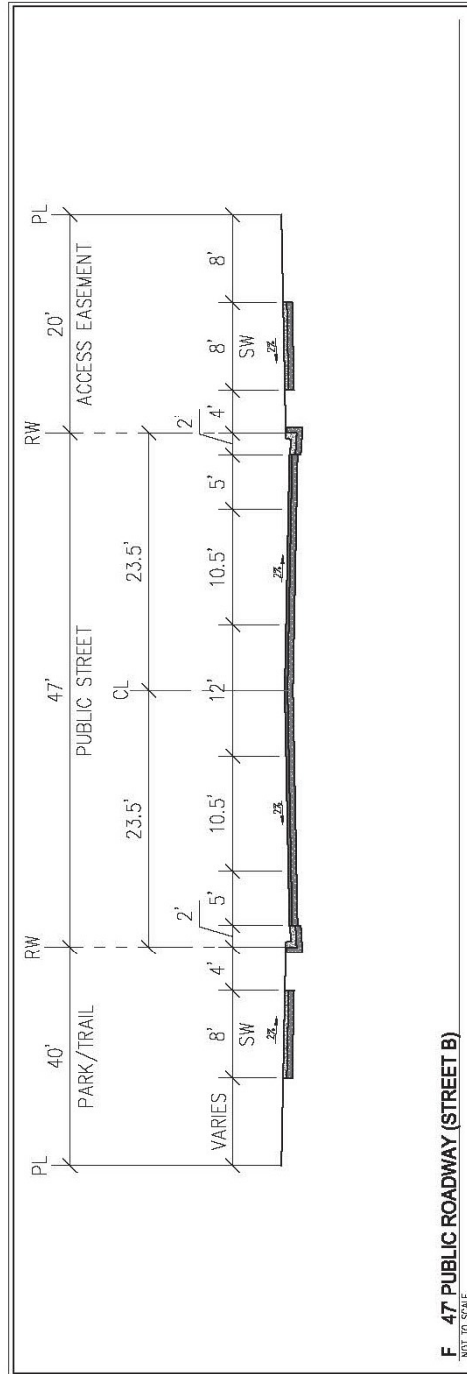 PL RW RW PL
40' 47' 20'
PARK/TRAIL PUBLIC STREET ACCESS EASEMENT
CL
23.5' 23.5'
2' 2'
VARIES 8' 4' 5' 10.5' 12' 10.5' 5' 4' 8' 8'
SW SW
2% 2% 2% 2%
F 47' PUBLIC ROADWAY (STREET B)
NOT TO SCALE